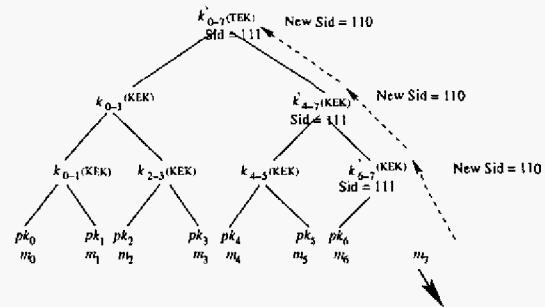 k'0–7(TEK)
Sid = 111
New Sid = 110
k0–3(KEK)
k'4–7(KEK)
Sid = 111
New Sid = 110
k0–1(KEK) k2–3(KEK) k4–5(KEK) k'6–7(KEK)
Sid = 111
New Sid = 110
pk0 pk1 pk2 pk3 pk4 pk5 pk6
m0 m1 m2 m3 m4 m5 m6 m7